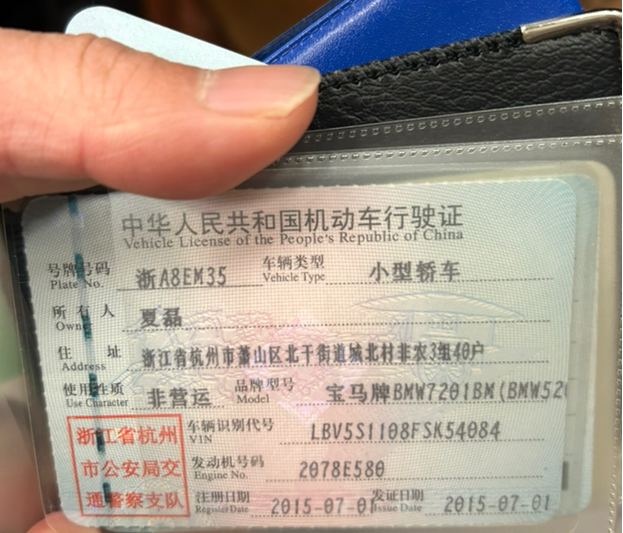 中华人民共和国机动车行驶证
Vehicle License of the People's Republic of China
号牌号码 浙A8EM35 车辆类型 小型轿车
Plate No. Vehicle Type
所有人 夏磊
Owner
住址 浙江省杭州市萧山区北干街道城北村非农3组40户
Address
使用性质 非营运 品牌型号 宝马牌BMW7201BM(BMW520
Use Character Model
浙江省杭州 车辆识别代号 LBV5S1108FSK54084
VIN
市公安局交 发动机号码 2078E580
Engine No.
通警察支队 注册日期 2015-07-01 发证日期 2015-07-01
Register Date Issue Date